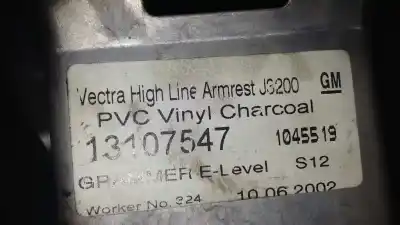 Vectra High Line Armrest J3200 GM
PVC Vinyl Charcoal
13107547 1045519
GRAMMER E-Level S12
Worker No. 324 10.06.2002